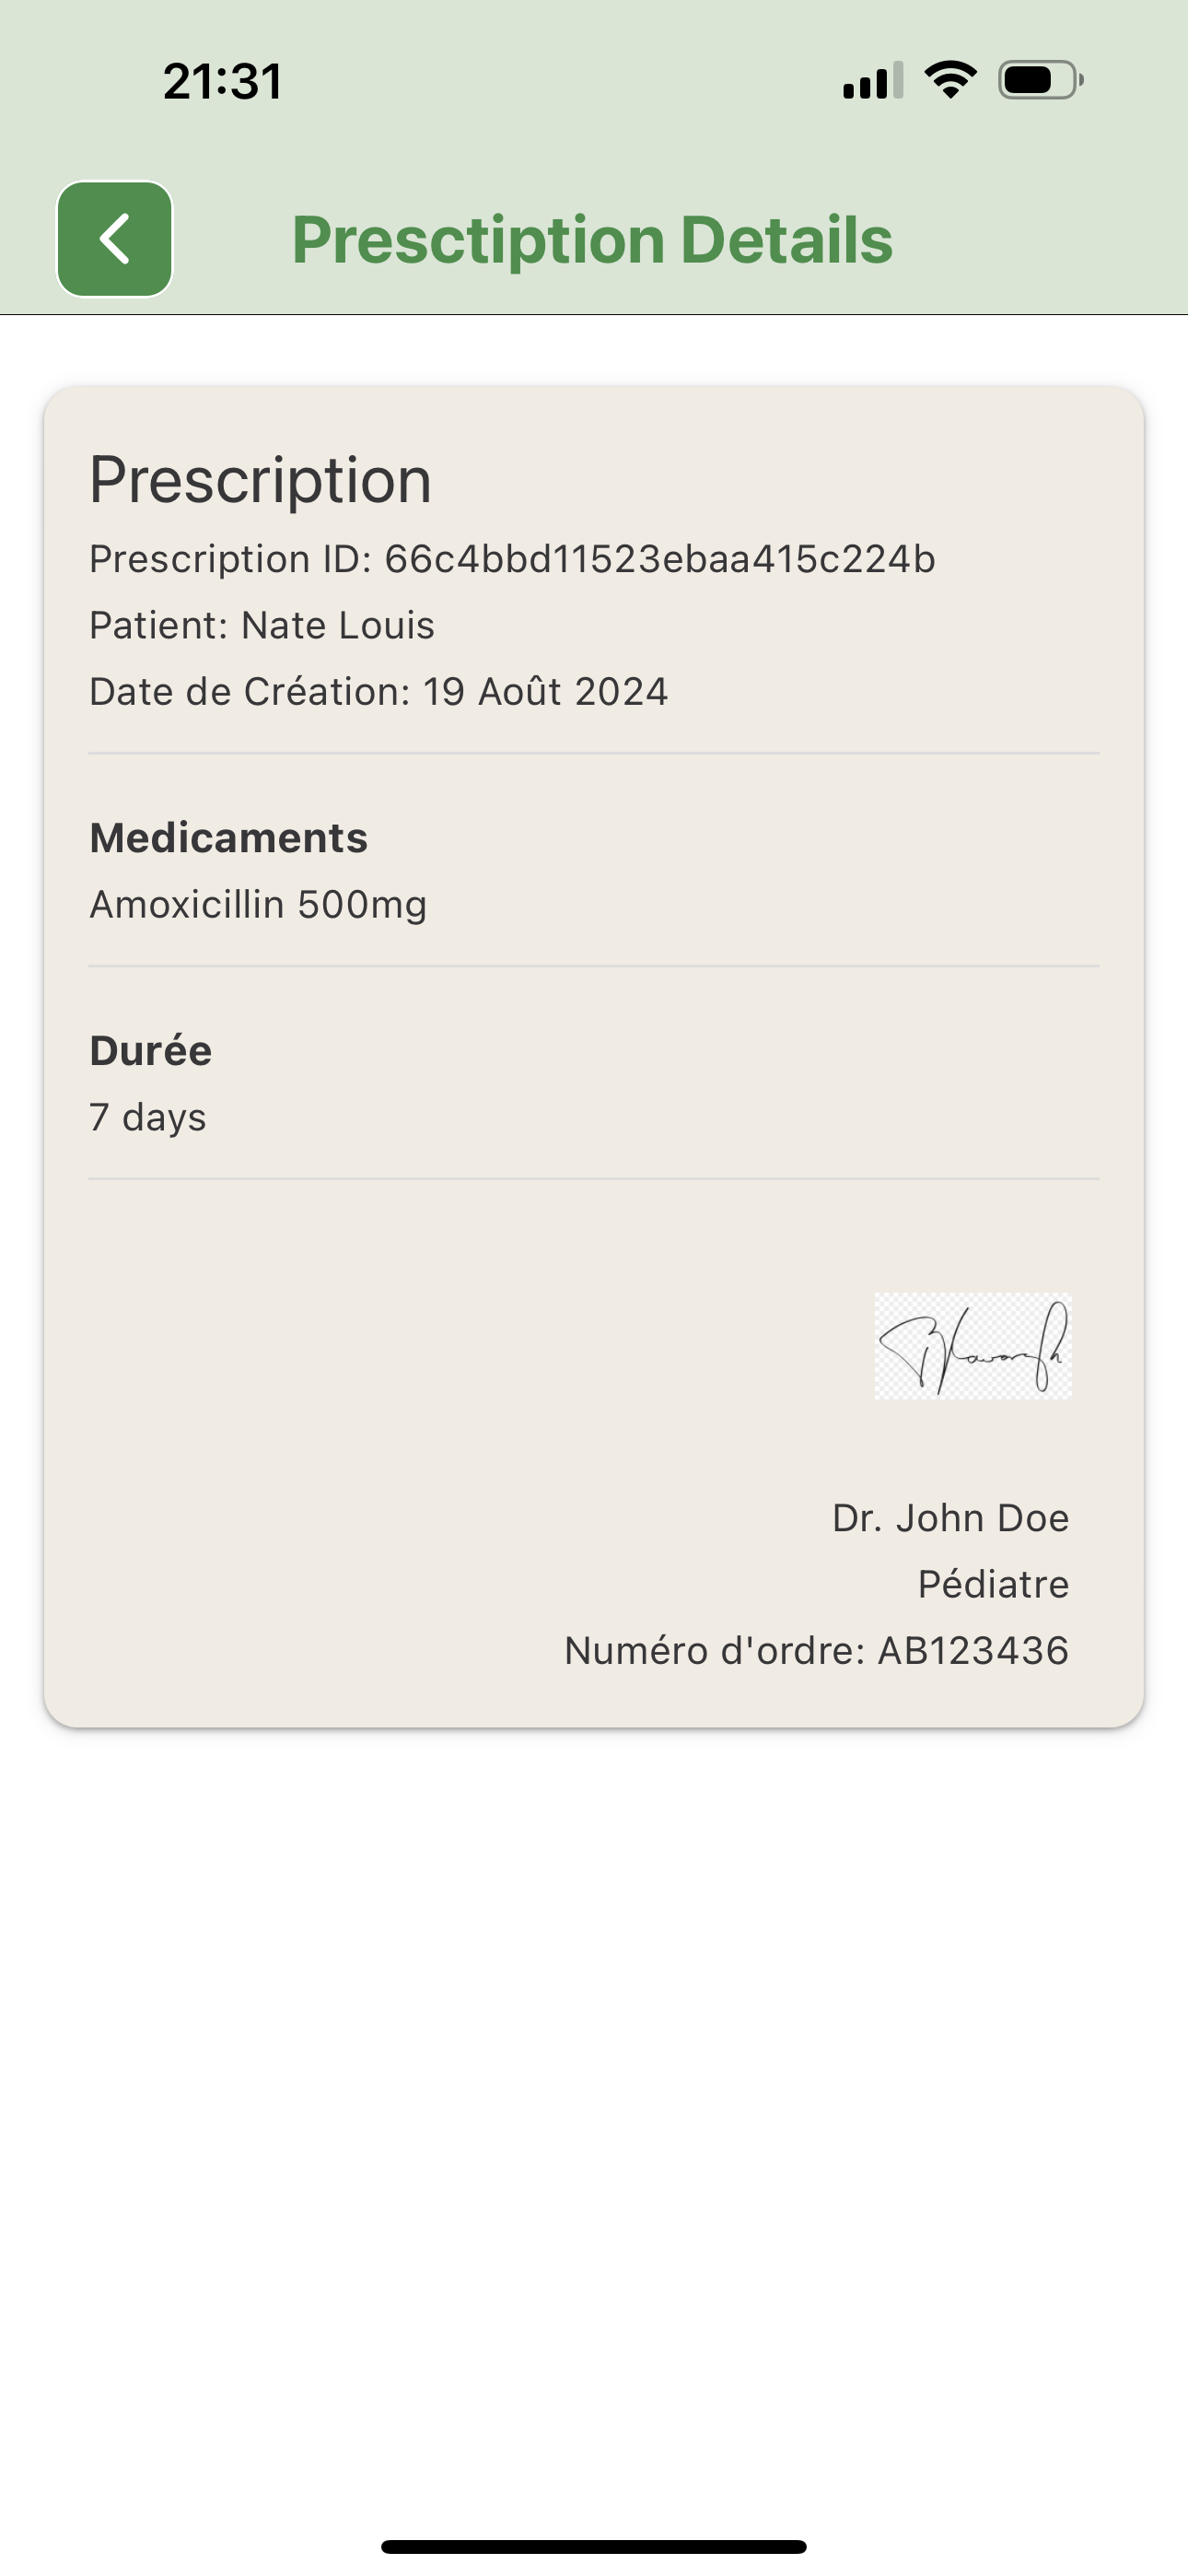 21:31
Presctiption Details
Prescription
Prescription ID: 66c4bbd11523ebaa415c224b
Patient: Nate Louis
Date de Création: 19 Août 2024
Medicaments
Amoxicillin 500mg
Durée
7 days
Dr. John Doe
Pédiatre
Numéro d'ordre: AB123436